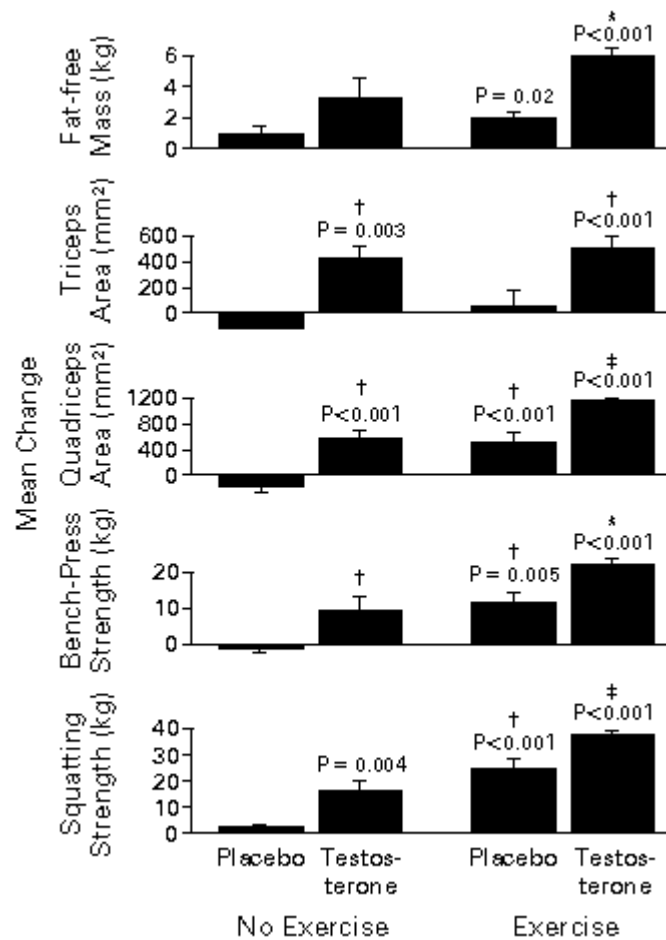 Mean Change
Fat-free
Mass (kg)
6
4
2
0
P = 0.02
*
P<0.001
Triceps
Area (mm²)
600
400
200
0
†
P = 0.003
†
P<0.001
Quadriceps
Area (mm²)
1200
800
400
0
†
P<0.001
†
P<0.001
‡
P<0.001
Bench-Press
Strength (kg)
20
10
0
†
†
P = 0.005
*
P<0.001
Squatting
Strength (kg)
40
30
20
10
0
P = 0.004
†
P<0.001
‡
P<0.001
Placebo
Testos-
terone
Placebo
Testos-
terone
No Exercise
Exercise